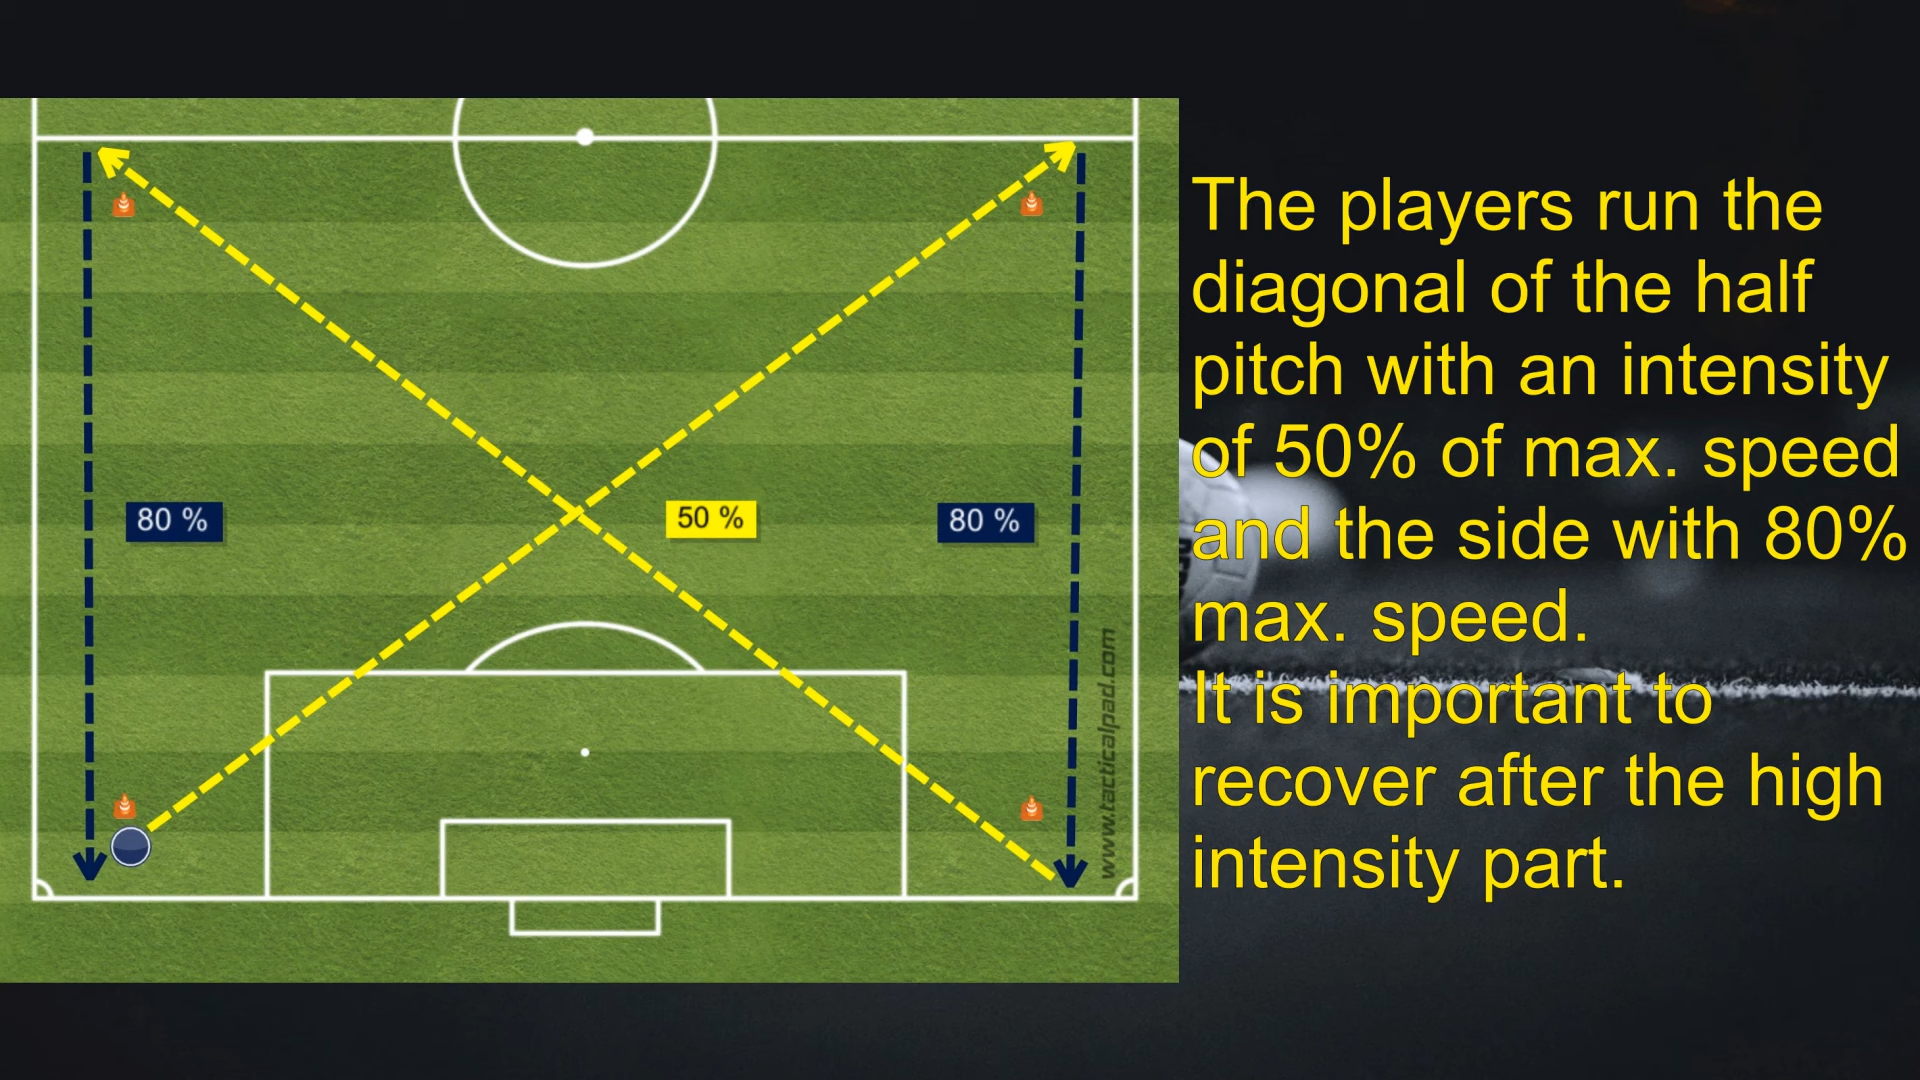 80 %
50 %
80 %
www.tacticalpad.com
The players run the
diagonal of the half
pitch with an intensity
of 50% of max. speed
and the side with 80%
max. speed.
It is important to
recover after the high
intensity part.